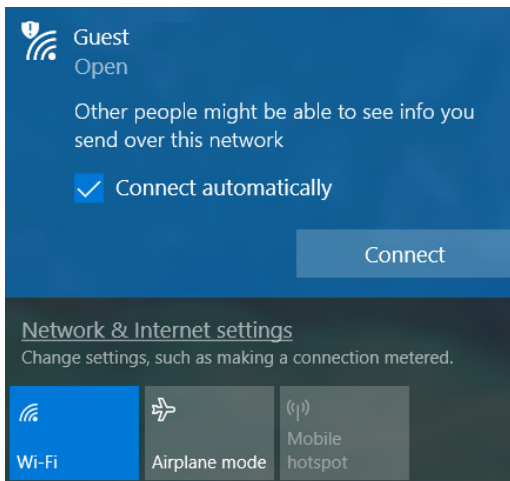 Guest
Open
Other people might be able to see info you
send over this network
Connect automatically
Connect
Network & Internet settings
Change settings, such as making a connection metered.
Wi-Fi
Airplane mode
Mobile
hotspot